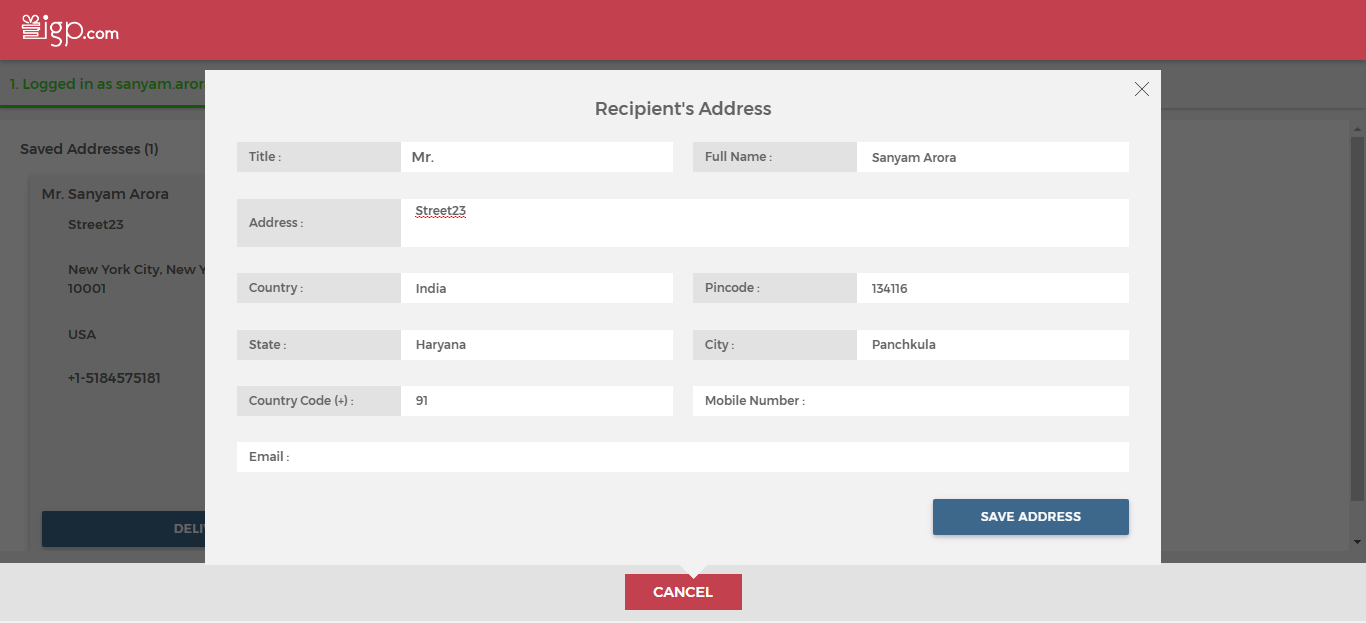 igp.com
1. Logged in as sanyam.aror
Recipient's Address
Saved Addresses (1)
Title : Mr. Full Name : Sanyam Arora
Mr. Sanyam Arora
Street23
Address : Street23
New York City, New Y
10001
Country : India Pincode : 134116
USA
State : Haryana City : Panchkula
+1-5184575181
Country Code (+) : 91 Mobile Number :
Email :
DELI
SAVE ADDRESS
CANCEL